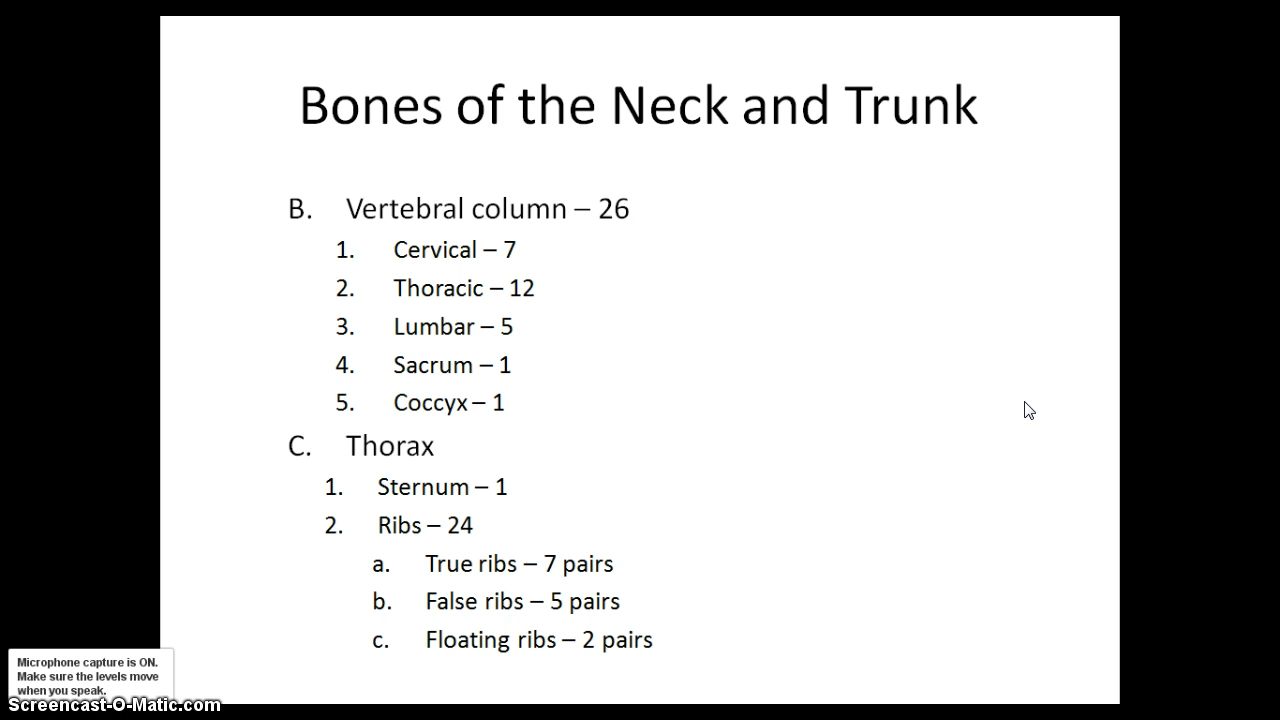 Bones of the Neck and Trunk
B. Vertebral column – 26
1. Cervical – 7
2. Thoracic – 12
3. Lumbar – 5
4. Sacrum – 1
5. Coccyx – 1
C. Thorax
1. Sternum – 1
2. Ribs – 24
a. True ribs – 7 pairs
b. False ribs – 5 pairs
c. Floating ribs – 2 pairs
Microphone capture is ON.
Make sure the levels move
when you speak.
Screencast-O-Matic.com